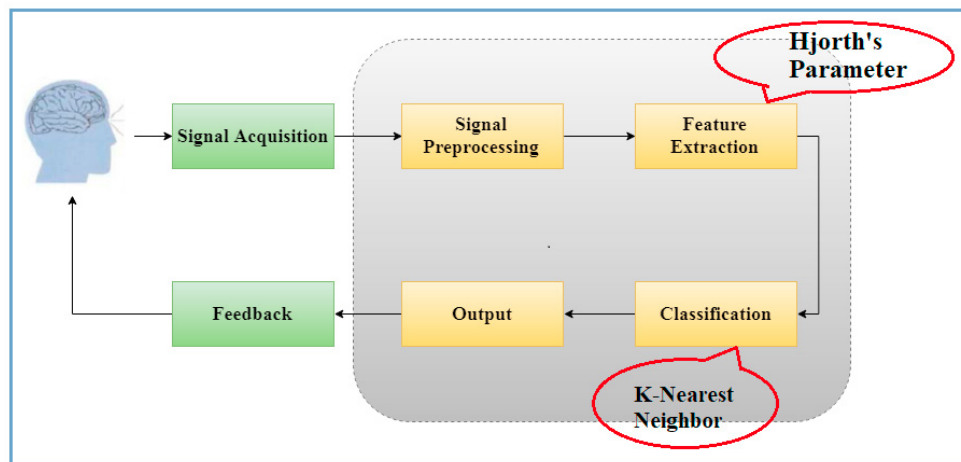 Hjorth's
Parameter
Signal Acquisition
Signal
Preprocessing
Feature
Extraction
Feedback
Output
Classification
K-Nearest
Neighbor